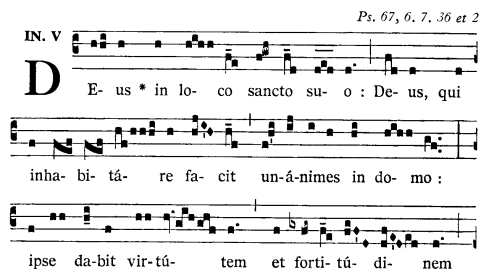 Ps. 67, 6. 7. 36 et 2
IN. V
DE- us * in lo- co sancto su- o : De- us, qui
inha- bi- tá- re fa- cit un-á-nimes in do- mo :
ipse da-bit vir-tú- tem et forti- tú- di- nem